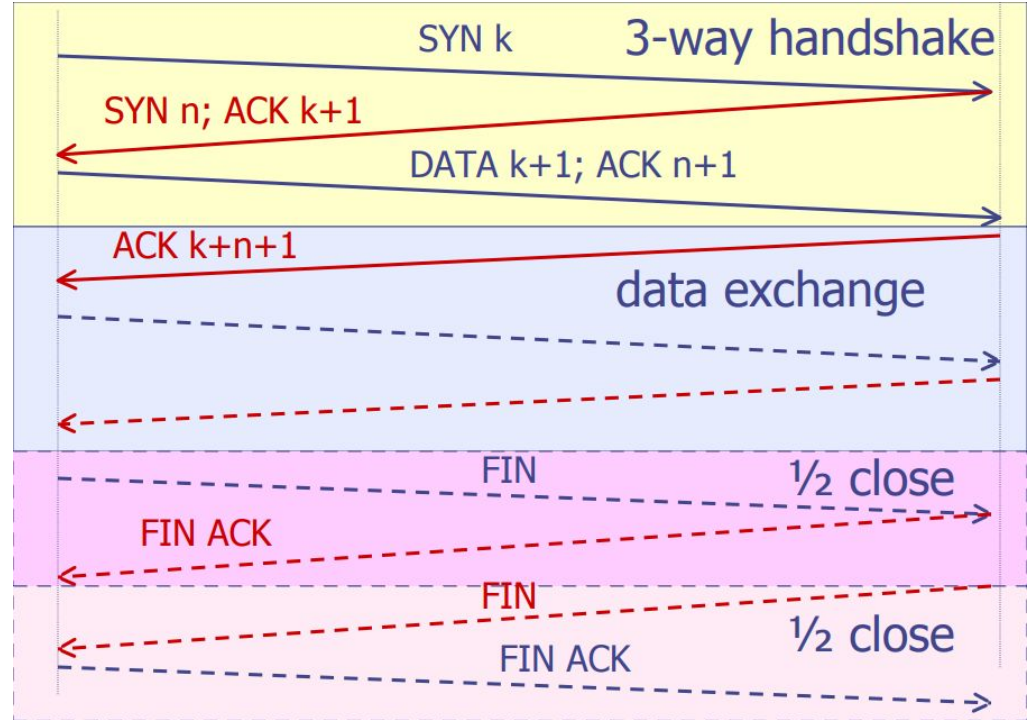 SYN k
3-way handshake
SYN n; ACK k+1
DATA k+1; ACK n+1
ACK k+n+1
data exchange
FIN
½ close
FIN ACK
FIN
½ close
FIN ACK